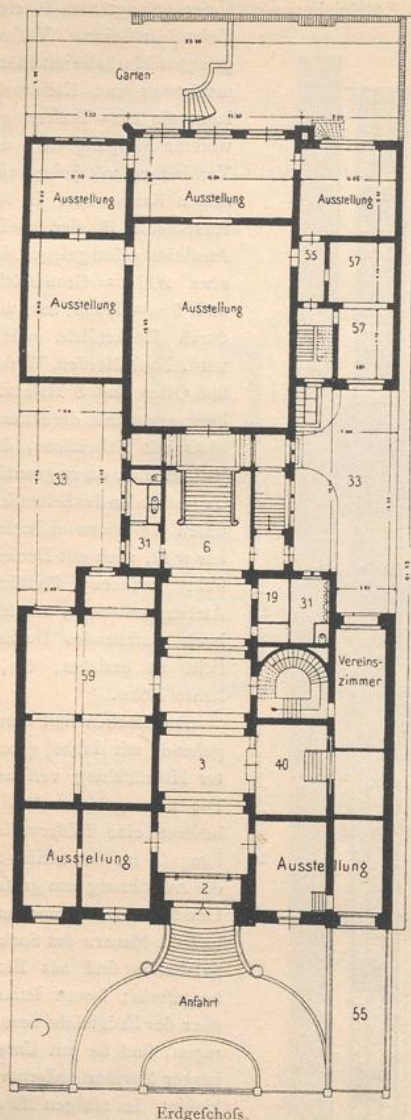 Garten
Ausstellung
Ausstellung
Ausstellung
Ausstellung
Ausstellung
55
57
57
33
33
31
6
19
31
Vereins-
zimmer
59
3
40
Ausstellung
Ausstellung
2
Anfahrt
55
Erdgeſchoſs.